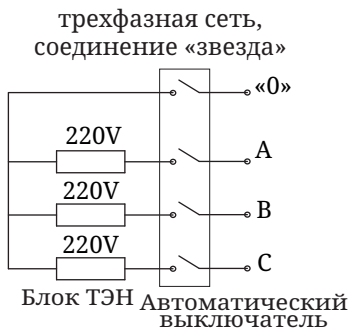 трехфазная сеть,
соединение «звезда»
«0»
220V
A
220V
B
220V
C
Блок ТЭН
Автоматический
выключатель